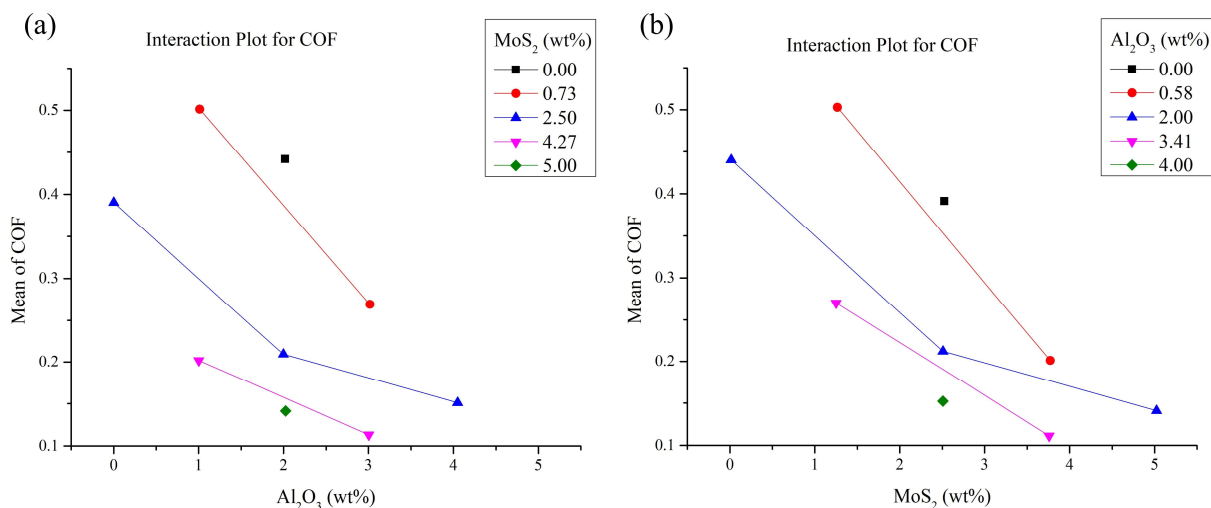 (a)
Interaction Plot for COF
MoS₂ (wt%)
0.00
0.73
2.50
4.27
5.00
Mean of COF
0.5
0.4
0.3
0.2
0.1
0 1 2 3 4 5
Al₂O₃ (wt%)
(b)
Interaction Plot for COF
Al₂O₃ (wt%)
0.00
0.58
2.00
3.41
4.00
Mean of COF
0.5
0.4
0.3
0.2
0.1
0 1 2 3 4 5
MoS₂ (wt%)